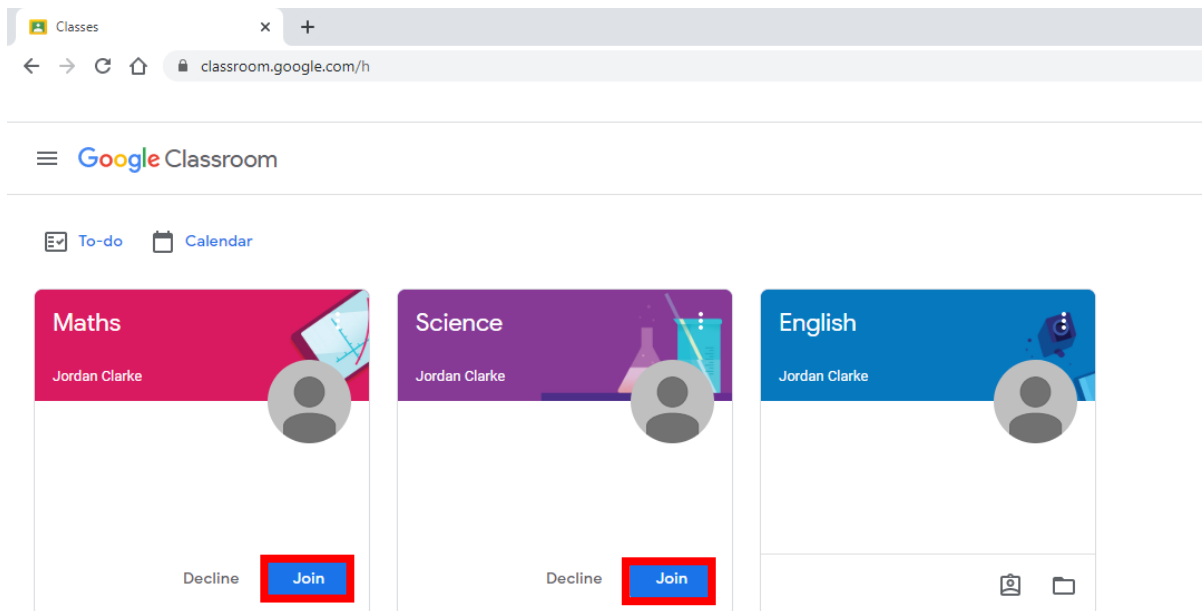 Classes
classroom.google.com/h
Google Classroom
To-do Calendar
Maths
Jordan Clarke
Decline Join
Science
Jordan Clarke
Decline Join
English
Jordan Clarke